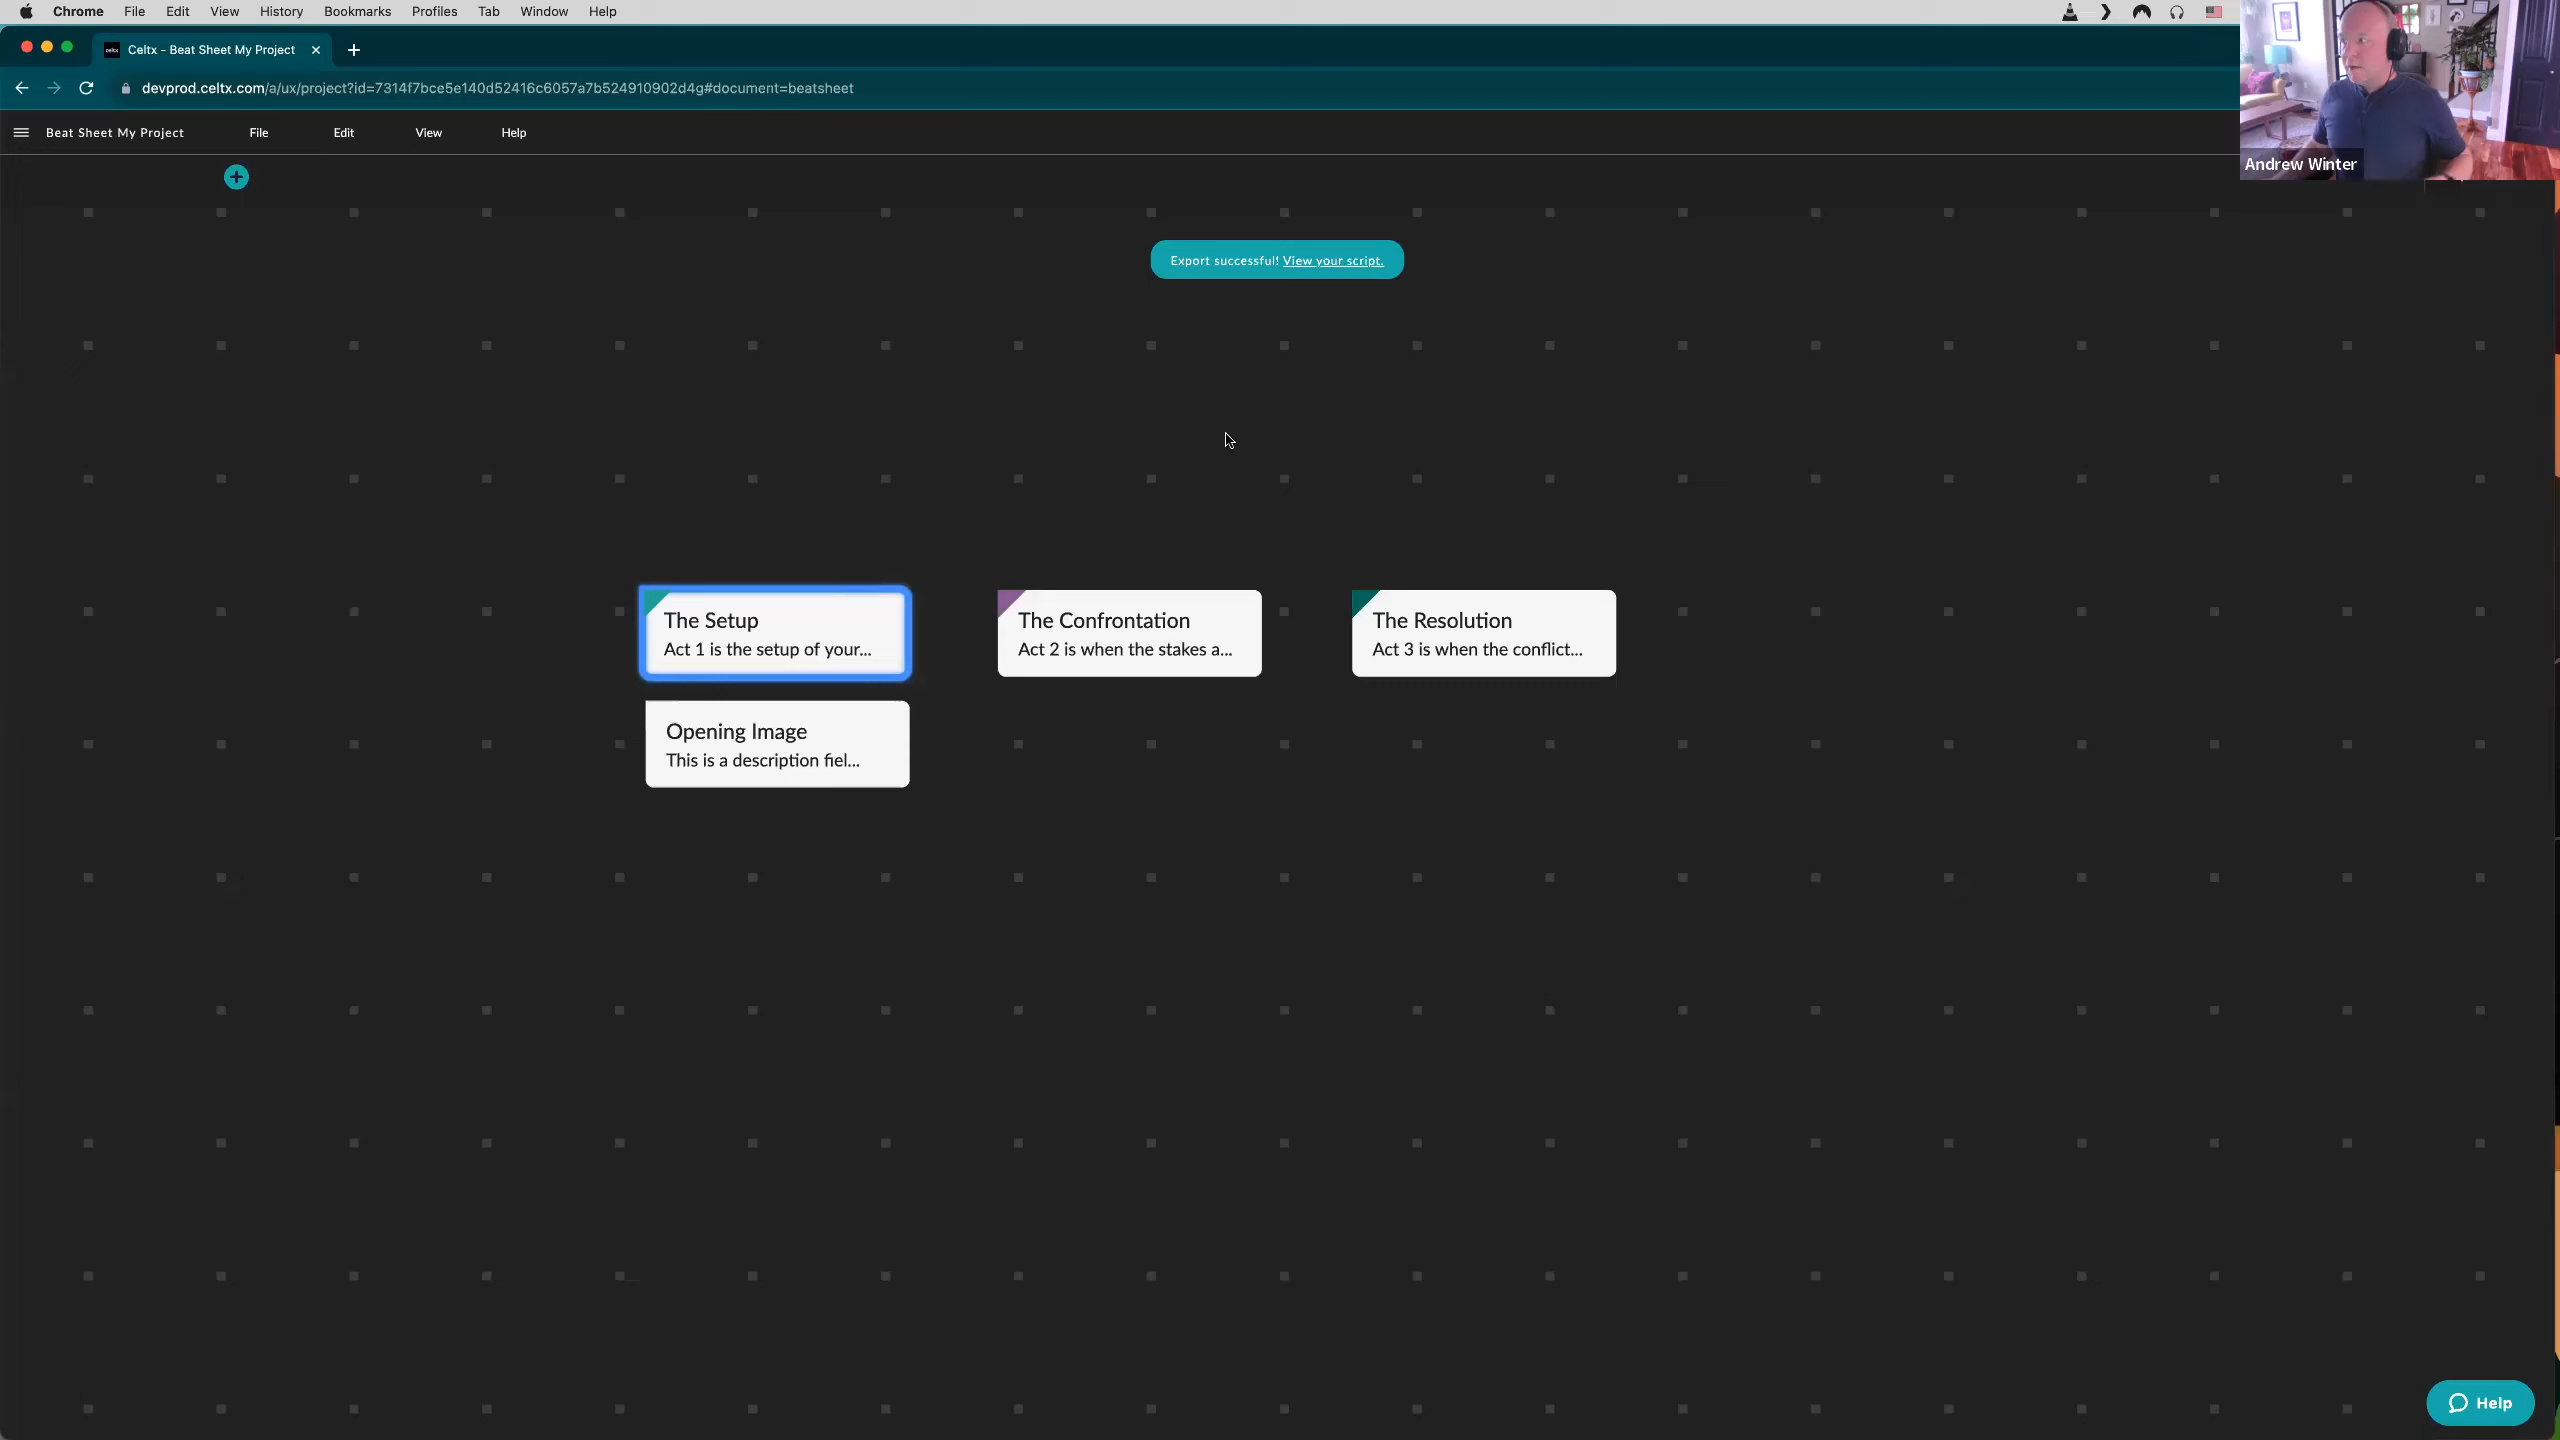 Chrome File Edit View History Bookmarks Profiles Tab Window Help
celtx Celtx - Beat Sheet My Project
devprod.celtx.com/a/ux/project?id=7314f7bce5e140d52416c6057a7b524910902d4g#document=beatsheet
Andrew Winter
Beat Sheet My Project File Edit View Help
Export successful! View your script.
The Setup
Act 1 is the setup of your...
The Confrontation
Act 2 is when the stakes a...
The Resolution
Act 3 is when the conflict...
Opening Image
This is a description fiel...
Help